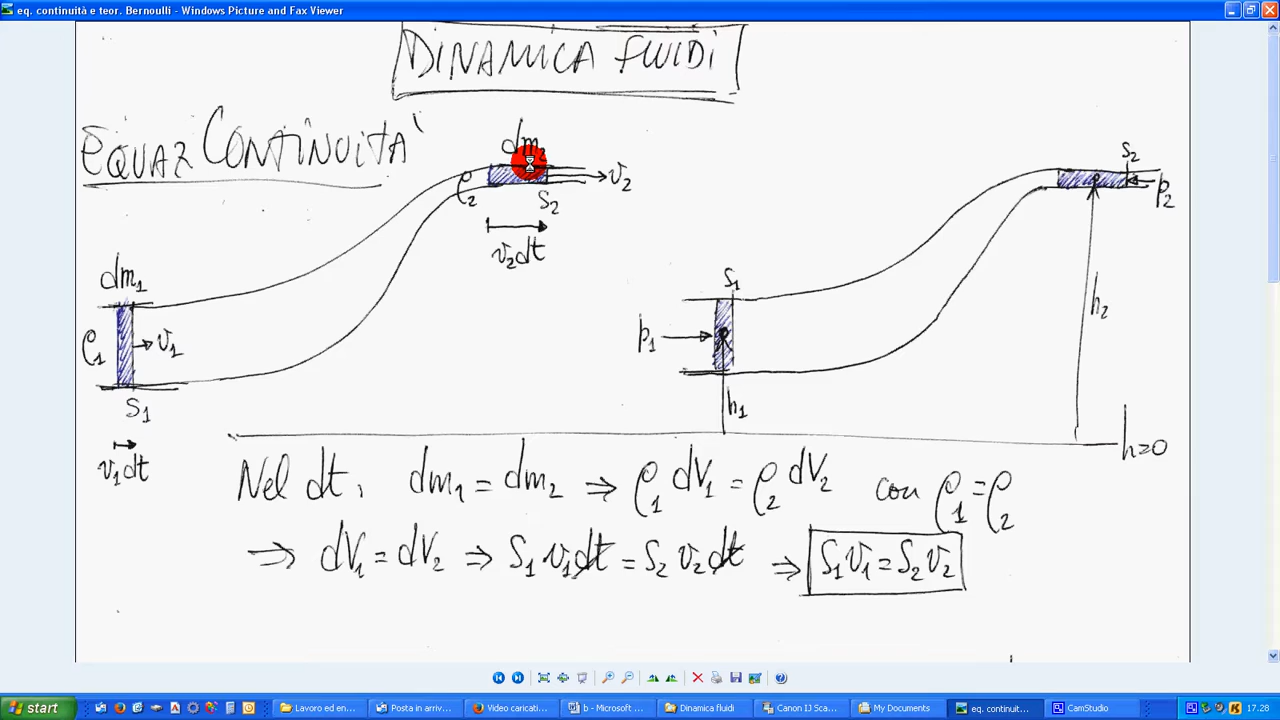 eq. continuità e teor. Bernoulli - Windows Picture and Fax Viewer
DINAMICA FLUIDI
EQUAZ CONTINUITA'
dm₂
ρ₂
v₂
S₂
v₂dt
dm₁
ρ₁
v₁
S₁
v₁dt
S₂
p₂
S₁
p₁
h₂
h₁
h=0
Nel dt, dm₁ = dm₂ ⇒ ρ₁ dV₁ = ρ₂ dV₂ con ρ₁ = ρ₂
⇒ dV₁ = dV₂ ⇒ S₁ v₁dt = S₂ v₂ dt ⇒ S₁v₁ = S₂v₂
start
Lavoro ed en...
Posta in arriv...
Video caricati...
b - Microsoft ...
Dinamica fluidi
Canon IJ Sca...
My Documents
eq. continuit...
CamStudio
17.28